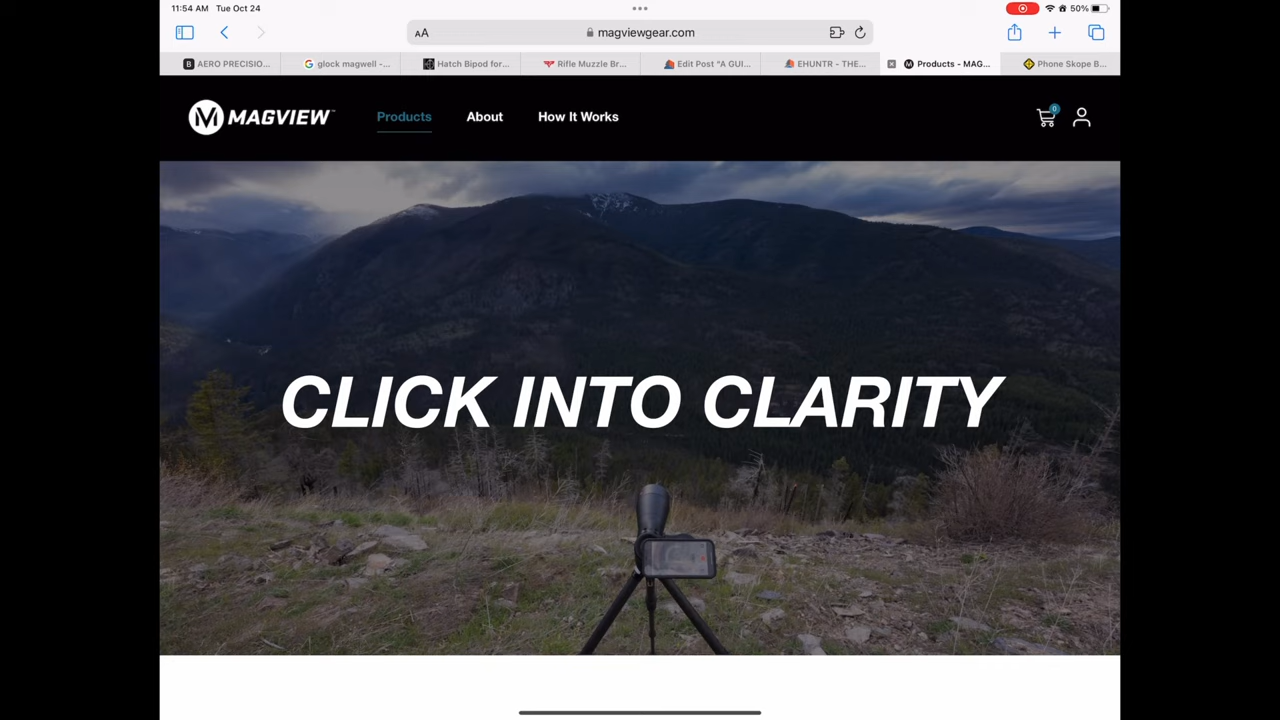 11:54 AM Tue Oct 24
50%
AA
magviewgear.com
AERO PRECISIO...
glock magwell -...
Hatch Bipod for...
Rifle Muzzle Br...
Edit Post "A GUI...
EHUNTR - THE...
Products - MAG...
Phone Skope B...
MAGVIEW™
Products
About
How It Works
0
CLICK INTO CLARITY